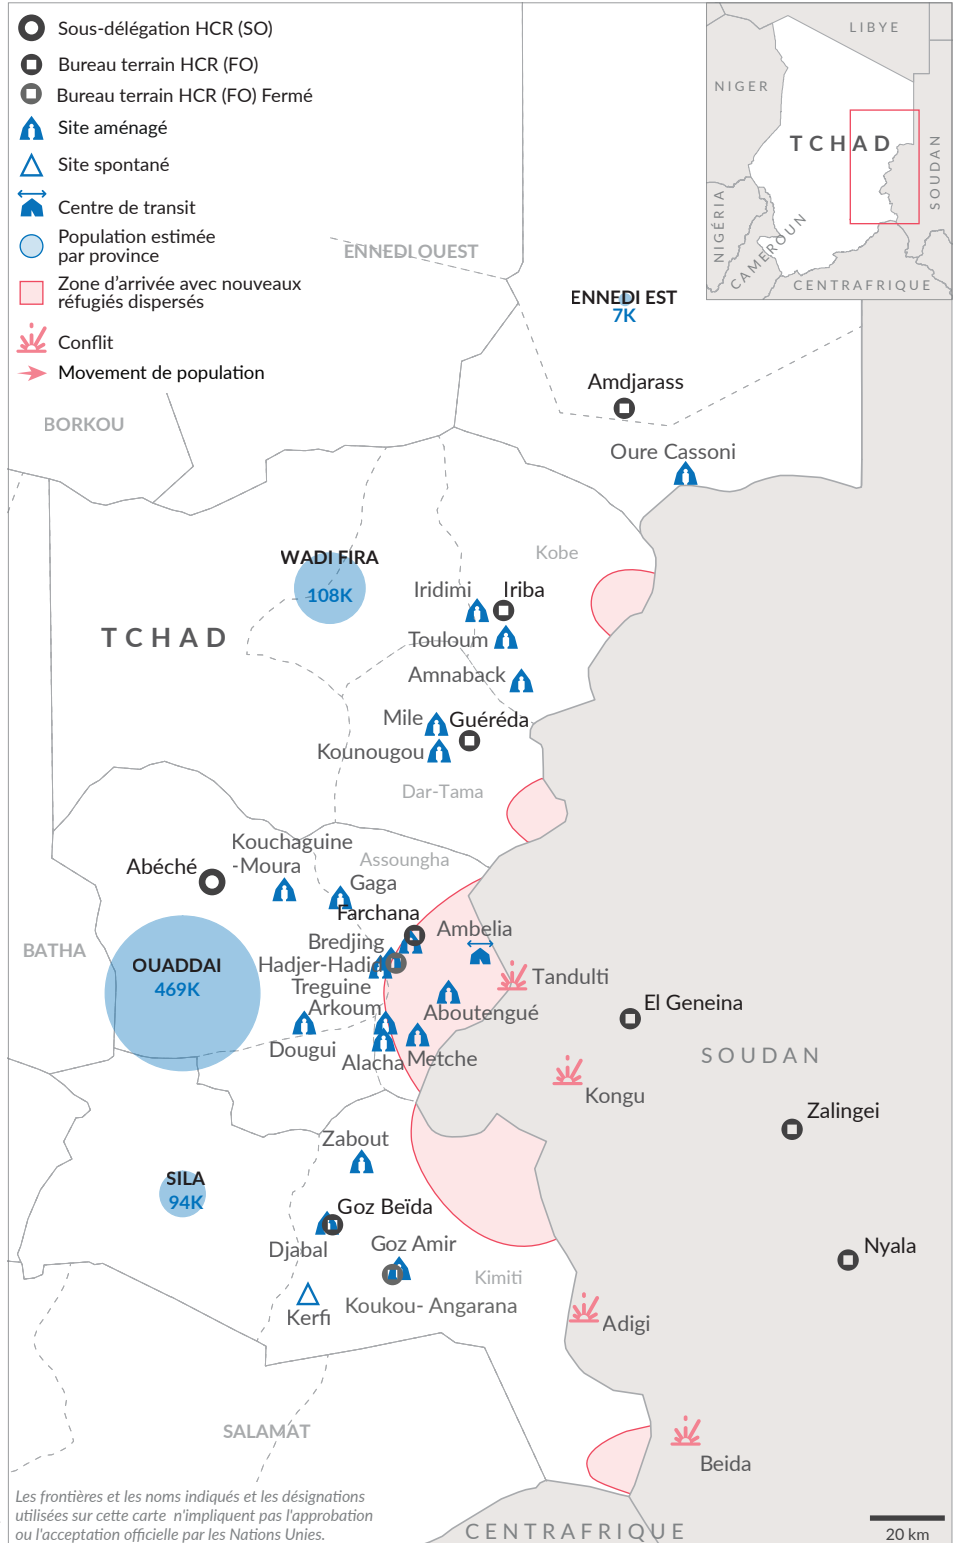 Sous-délégation HCR (SO)
Bureau terrain HCR (FO)
Bureau terrain HCR (FO) Fermé
Site aménagé
Site spontané
Centre de transit
Population estimée
par province
Zone d'arrivée avec nouveaux
réfugiés dispersés
Conflit
Movement de population
LIBYE
NIGER
TCHAD
SOUDAN
NIGÉRIA
CAMEROUN
CENTRAFRIQUE
ENNEDI OUEST
ENNEDI EST
7K
Amdjarass
BORKOU
Oure Cassoni
Kobe
WADI FIRA
108K
Iridimi
Iriba
TCHAD
Touloum
Amnaback
Mile
Guéréda
Kounougou
Dar-Tama
Kouchaguine
-Moura
Assoungha
Abéché
Gaga
Farchana
Ambelia
Bredjing
BATHA
OUADDAI
469K
Hadjer-Hadid
Tandulti
Treguine
Arkoum
Aboutengué
El Geneina
Dougui
Alacha
Metche
SOUDAN
Kongu
Zalingei
Zabout
SILA
94K
Goz Beïda
Djabal
Goz Amir
Nyala
Kimiti
Kerfi
Koukou- Angarana
Adigi
SALAMAT
Beida
Les frontières et les noms indiqués et les désignations
utilisées sur cette carte n'impliquent pas l'approbation
ou l'acceptation officielle par les Nations Unies.
CENTRAFRIQUE
20 km